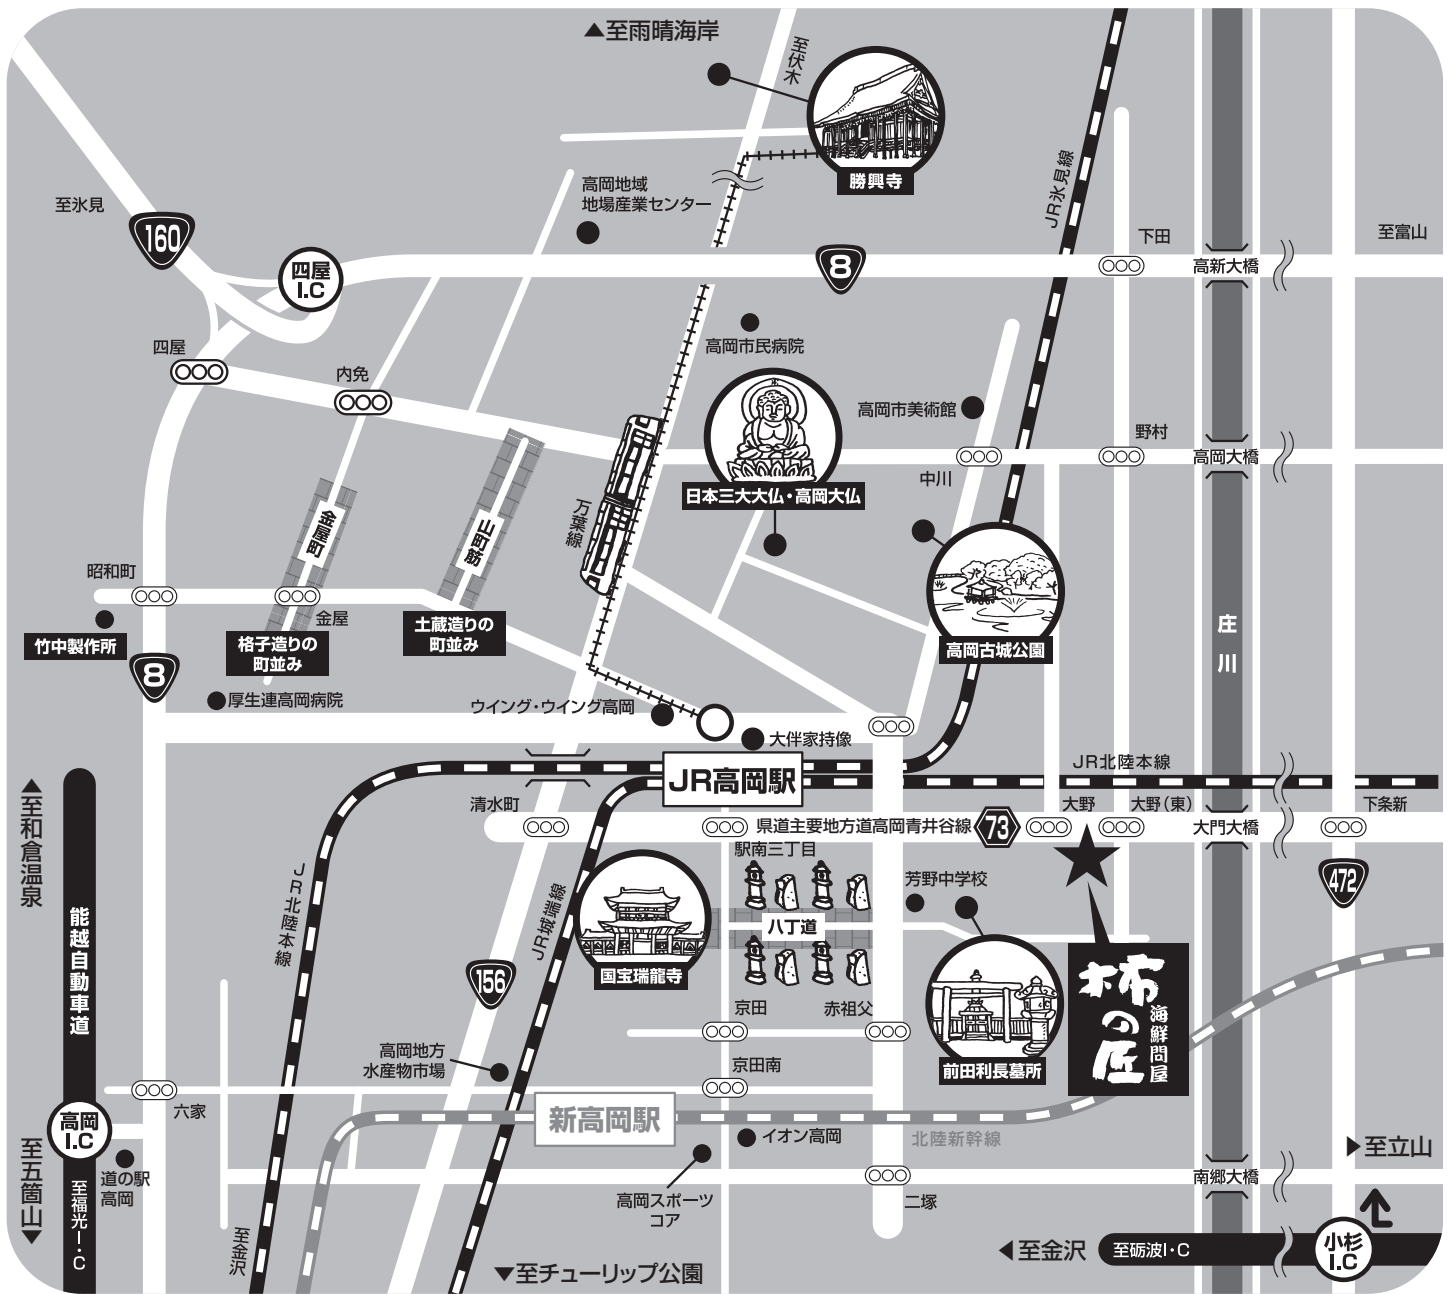 ▲至雨晴海岸
至伏木
勝興寺
JR氷見線
高岡地域
地場産業センター
至氷見
160
四屋
I.C
8
下田
高新大橋
至富山
四屋
内免
高岡市民病院
高岡市美術館
野村
高岡大橋
中川
日本三大大仏・高岡大仏
万葉線
金屋町
山町筋
昭和町
金屋
竹中製作所
格子造りの
町並み
土蔵造りの
町並み
高岡古城公園
庄川
8
厚生連高岡病院
ウイング・ウイング高岡
大伴家持像
JR高岡駅
JR北陸本線
清水町
県道主要地方道高岡青井谷線
73
大野
大野（東）
大門大橋
下条新
駅南三丁目
472
▲至和倉温泉
能越自動車道
JR北陸本線
JR城端線
国宝瑞龍寺
八丁道
芳野中学校
156
京田
赤祖父
前田利長墓所
柿の匠
海鮮問屋
高岡地方
水産物市場
京田南
六家
高岡
I.C
新高岡駅
イオン高岡
北陸新幹線
▶至立山
至五箇山▼
道の駅
高岡
至福光I・C
高岡スポーツ
コア
二塚
南郷大橋
至金沢
▼至チューリップ公園
◀至金沢
至砺波I・C
小杉
I.C